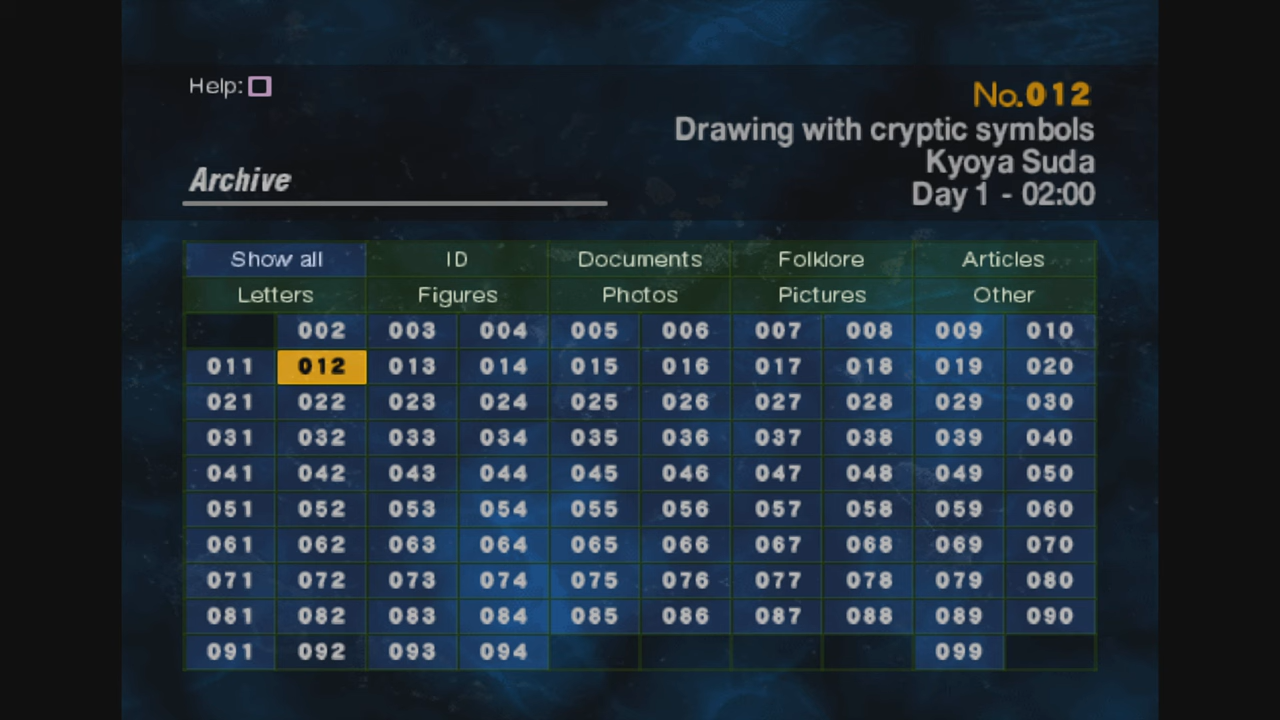 Help:
No.012
Drawing with cryptic symbols
Kyoya Suda
Archive
Day 1 - 02:00
Show all ID Documents Folklore Articles
Letters Figures Photos Pictures Other
002 003 004 005 006 007 008 009 010
011 012 013 014 015 016 017 018 019 020
021 022 023 024 025 026 027 028 029 030
031 032 033 034 035 036 037 038 039 040
041 042 043 044 045 046 047 048 049 050
051 052 053 054 055 056 057 058 059 060
061 062 063 064 065 066 067 068 069 070
071 072 073 074 075 076 077 078 079 080
081 082 083 084 085 086 087 088 089 090
091 092 093 094 099